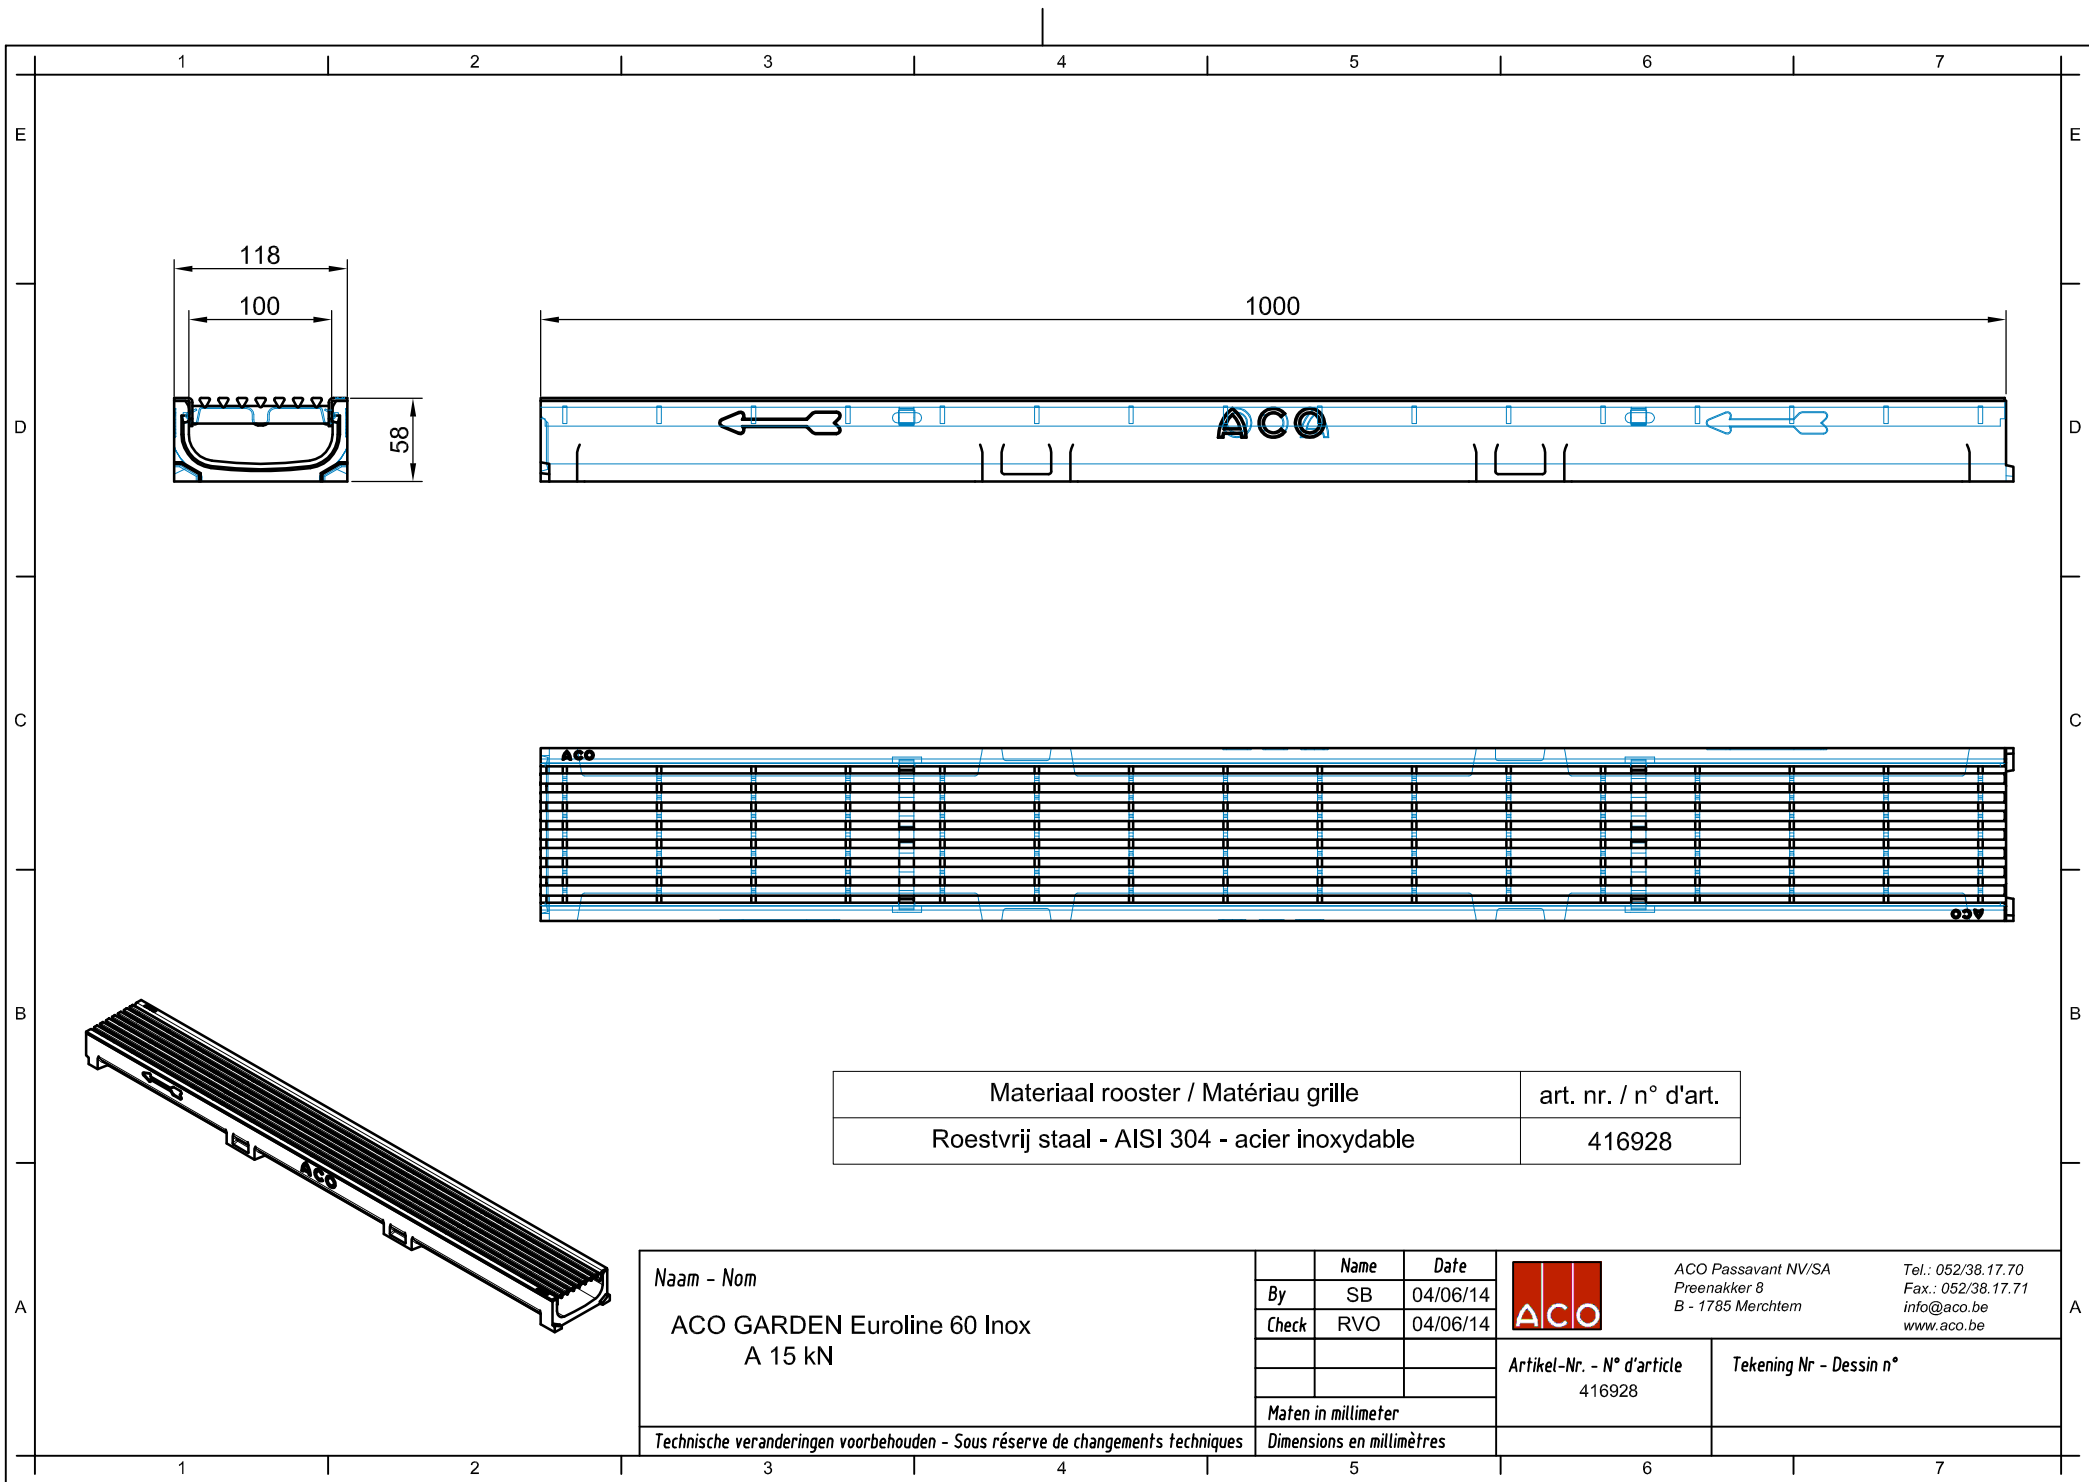 1 2 3 4 5 6 7
E E
118
100
1000
58
ACO
D D
C C
ACO
ACO
B B
Materiaal rooster / Matériau grille art. nr. / n° d'art.
Roestvrij staal - AISI 304 - acier inoxydable 416928
ACO
A A
Naam - Nom
ACO GARDEN Euroline 60 Inox
A 15 kN
Technische veranderingen voorbehouden - Sous réserve de changements techniques
Name Date
By SB 04/06/14
Check RVO 04/06/14
Maten in millimeter
Dimensions en millimètres
ACO
ACO Passavant NV/SA
Preenakker 8
B - 1785 Merchtem
Tel.: 052/38.17.70
Fax.: 052/38.17.71
info@aco.be
www.aco.be
Artikel-Nr. - N° d'article
416928
Tekening Nr - Dessin n°
1 2 3 4 5 6 7